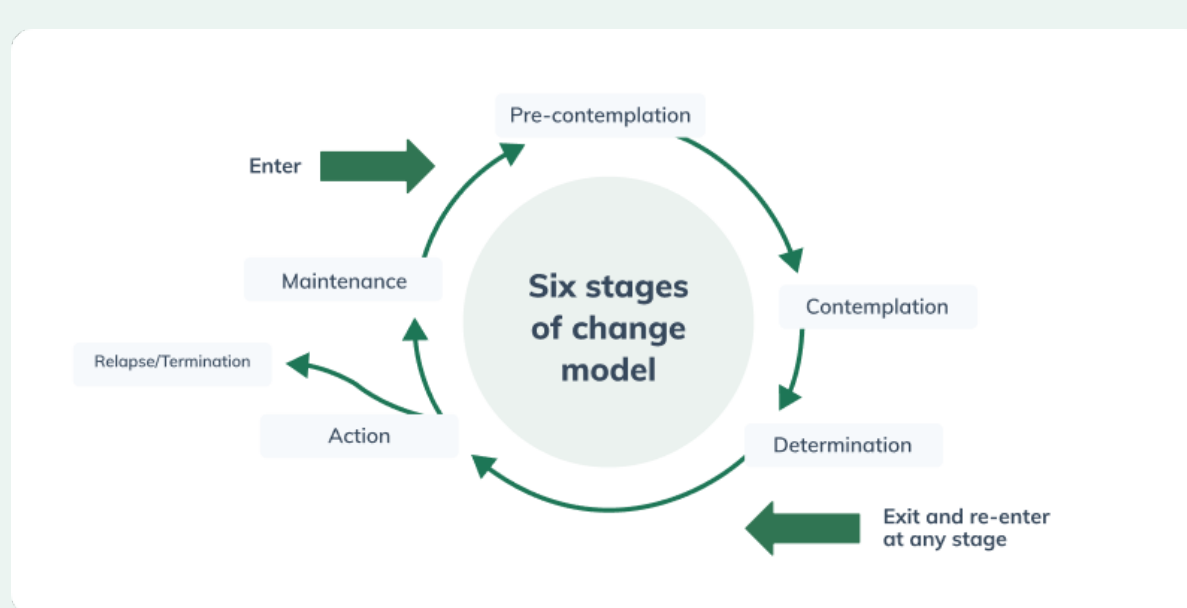 Pre-contemplation
Enter
Maintenance
Six stages
of change
model
Contemplation
Relapse/Termination
Action
Determination
Exit and re-enter
at any stage